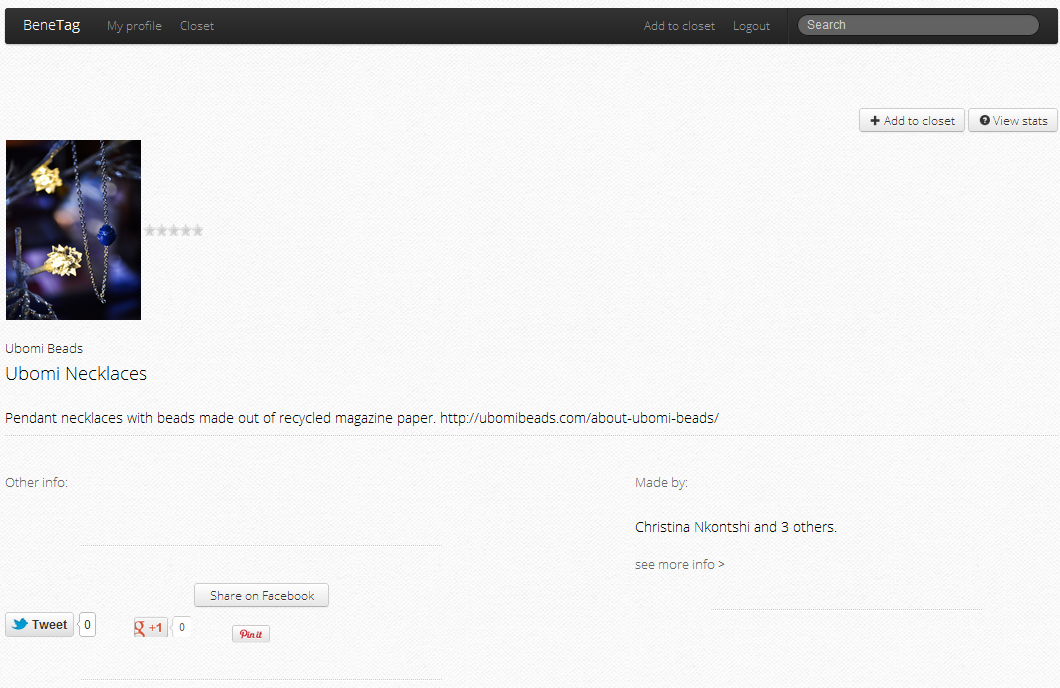 BeneTag My profile Closet Add to closet Logout Search
Add to closet View stats
Ubomi Beads
Ubomi Necklaces
Pendant necklaces with beads made out of recycled magazine paper. http://ubomibeads.com/about-ubomi-beads/
Other info:
Made by:
Christina Nkontshi and 3 others.
see more info >
Share on Facebook
Tweet 0
g +1 0
Pin it